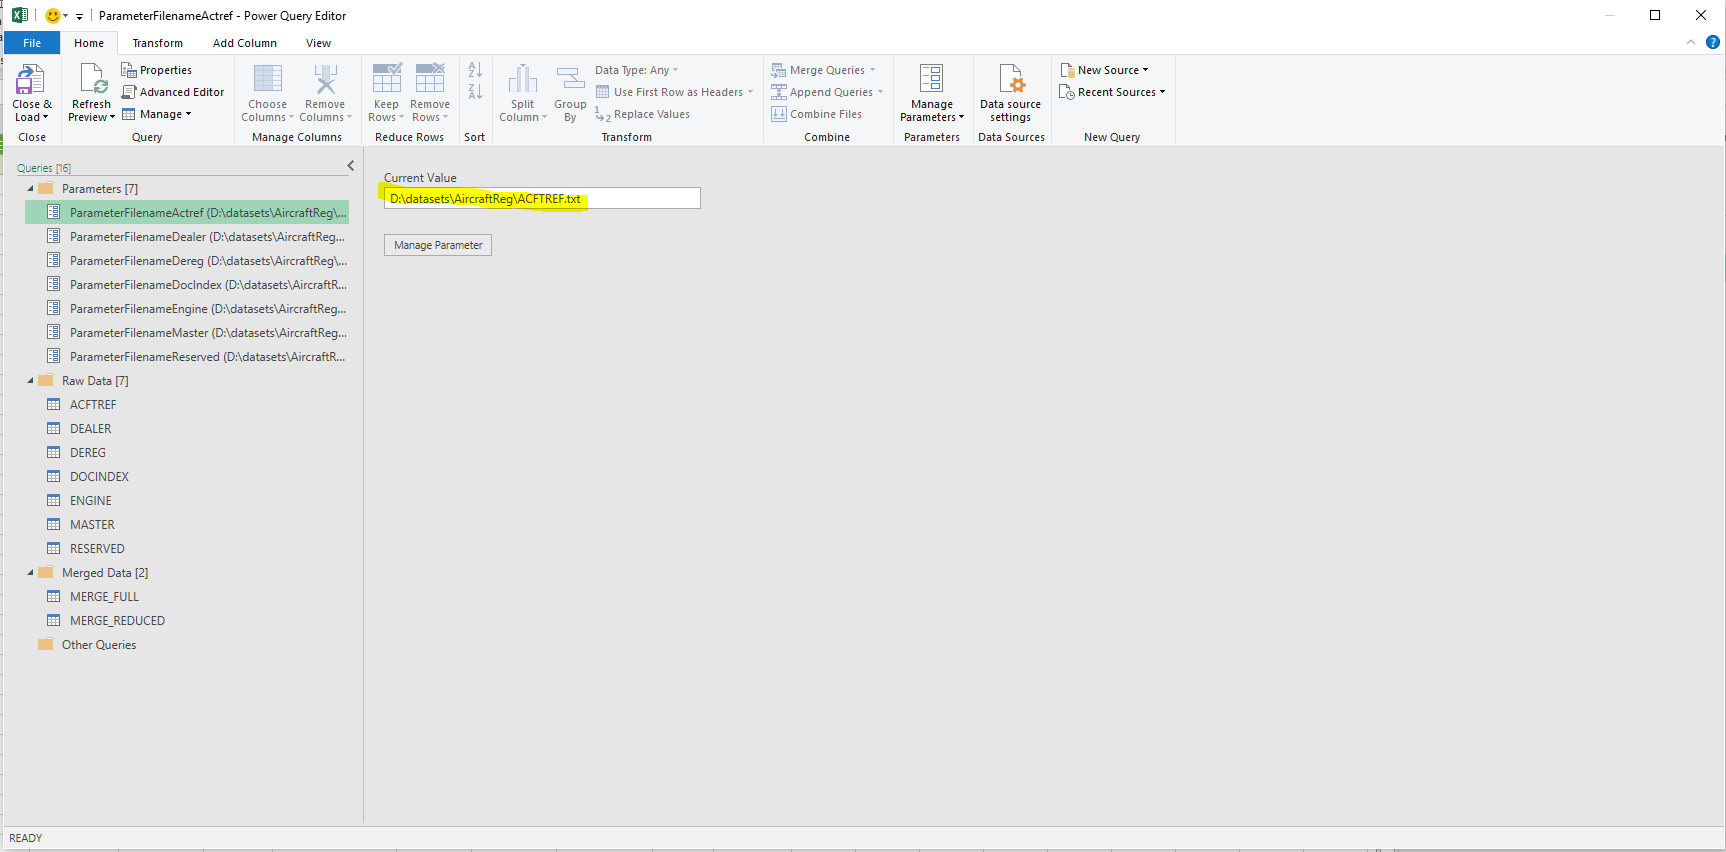 ParameterFilenameActref - Power Query Editor
File Home Transform Add Column View
Close & Load
Close
Refresh Preview
Properties
Advanced Editor
Manage
Query
Choose Columns
Remove Columns
Manage Columns
Keep Rows
Remove Rows
Reduce Rows
A Z
Z A
Sort
Split Column
Group By
Data Type: Any
Use First Row as Headers
1 2 Replace Values
Transform
Merge Queries
Append Queries
Combine Files
Combine
Manage Parameters
Parameters
Data source settings
Data Sources
New Source
Recent Sources
New Query
Queries [16]
Parameters [7]
ParameterFilenameActref (D:\datasets\AircraftReg\...
ParameterFilenameDealer (D:\datasets\AircraftReg...
ParameterFilenameDereg (D:\datasets\AircraftReg\...
ParameterFilenameDocIndex (D:\datasets\AircraftR...
ParameterFilenameEngine (D:\datasets\AircraftReg...
ParameterFilenameMaster (D:\datasets\AircraftReg...
ParameterFilenameReserved (D:\datasets\AircraftR...
Raw Data [7]
ACFTREF
DEALER
DEREG
DOCINDEX
ENGINE
MASTER
RESERVED
Merged Data [2]
MERGE_FULL
MERGE_REDUCED
Other Queries
Current Value
D:\datasets\AircraftReg\ACFTREF.txt
Manage Parameter
READY